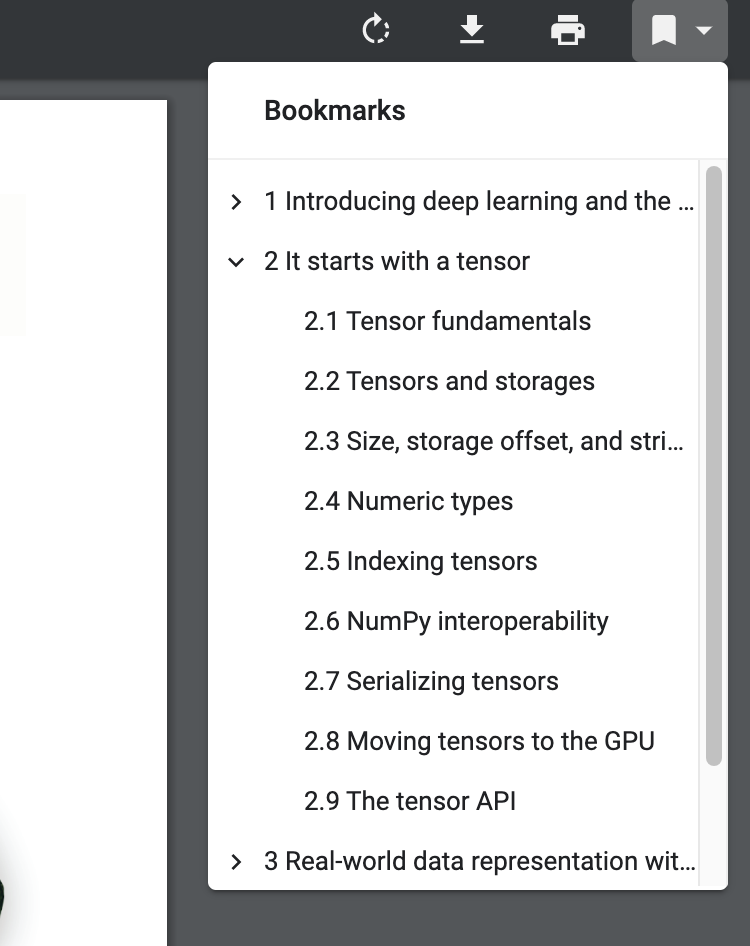 Bookmarks
1 Introducing deep learning and the ...
2 It starts with a tensor
2.1 Tensor fundamentals
2.2 Tensors and storages
2.3 Size, storage offset, and stri...
2.4 Numeric types
2.5 Indexing tensors
2.6 NumPy interoperability
2.7 Serializing tensors
2.8 Moving tensors to the GPU
2.9 The tensor API
3 Real-world data representation wit...